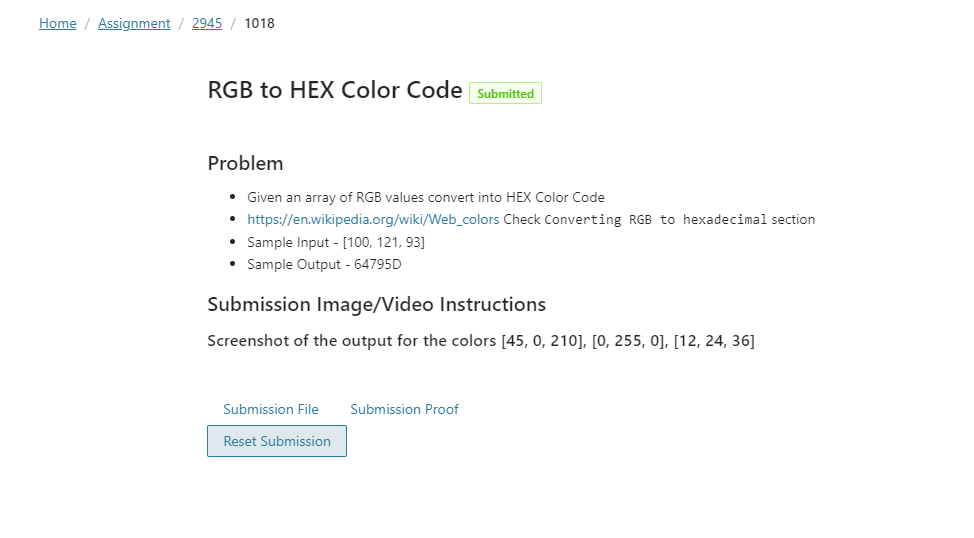 Home / Assignment / 2945 / 1018
RGB to HEX Color Code Submitted
Problem
• Given an array of RGB values convert into HEX Color Code
• https://en.wikipedia.org/wiki/Web_colors Check Converting RGB to hexadecimal section
• Sample Input - [100, 121, 93]
• Sample Output - 64795D
Submission Image/Video Instructions
Screenshot of the output for the colors [45, 0, 210], [0, 255, 0], [12, 24, 36]
Submission File Submission Proof
Reset Submission